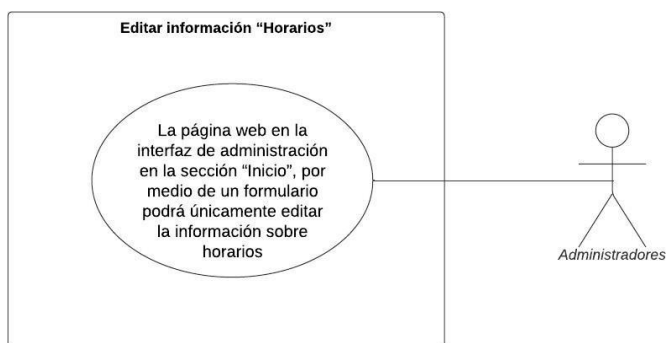 Editar información “Horarios”
La página web en la
interfaz de administración
en la sección “Inicio”, por
medio de un formulario
podrá únicamente editar
la información sobre
horarios
Administradores